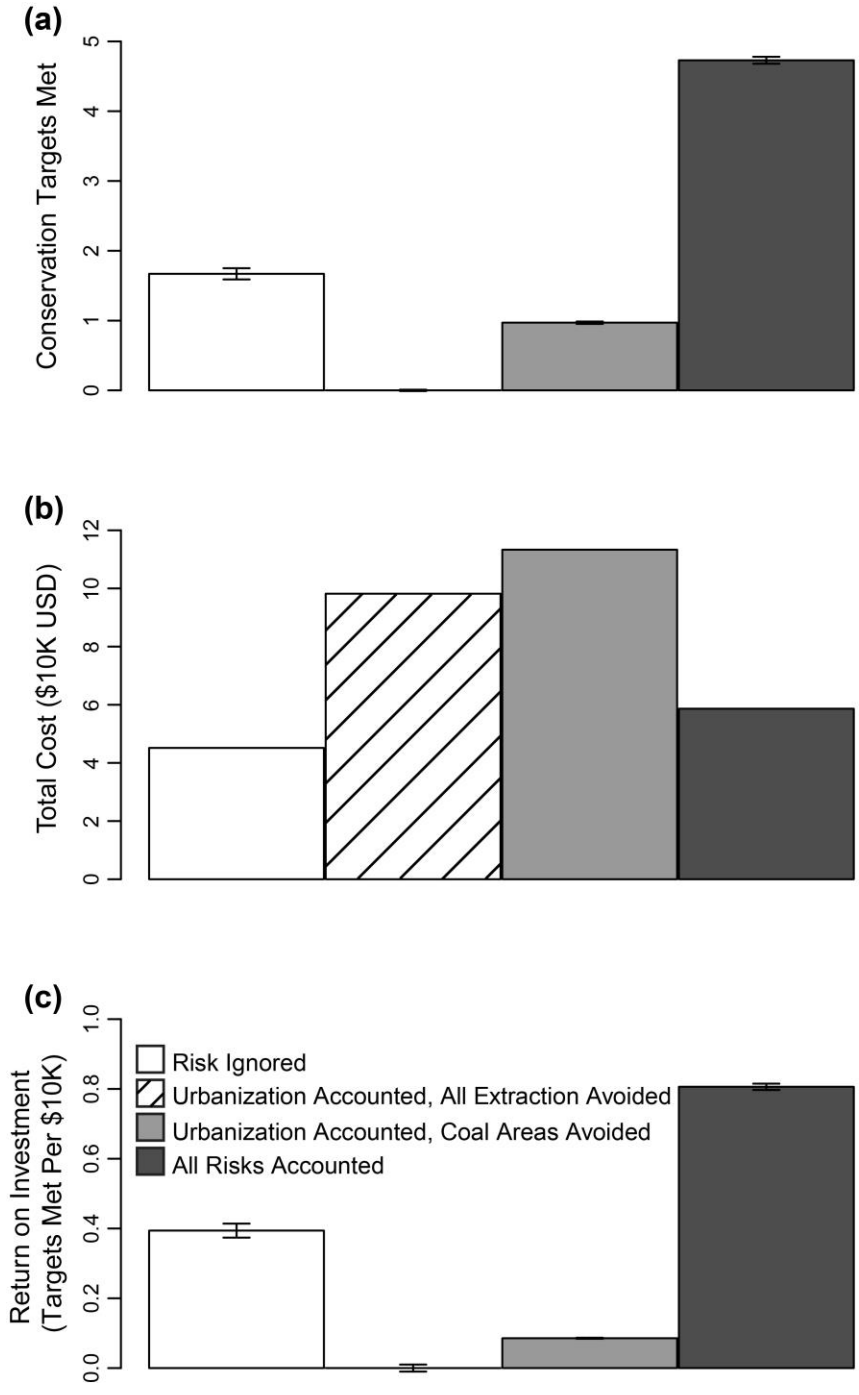 (a)
Conservation Targets Met
5
4
3
2
1
0
(b)
Total Cost ($10K USD)
12
10
8
6
4
2
0
(c)
Return on Investment
(Targets Met Per $10K)
1.0
0.8
0.6
0.4
0.2
0.0
Risk Ignored
Urbanization Accounted, All Extraction Avoided
Urbanization Accounted, Coal Areas Avoided
All Risks Accounted